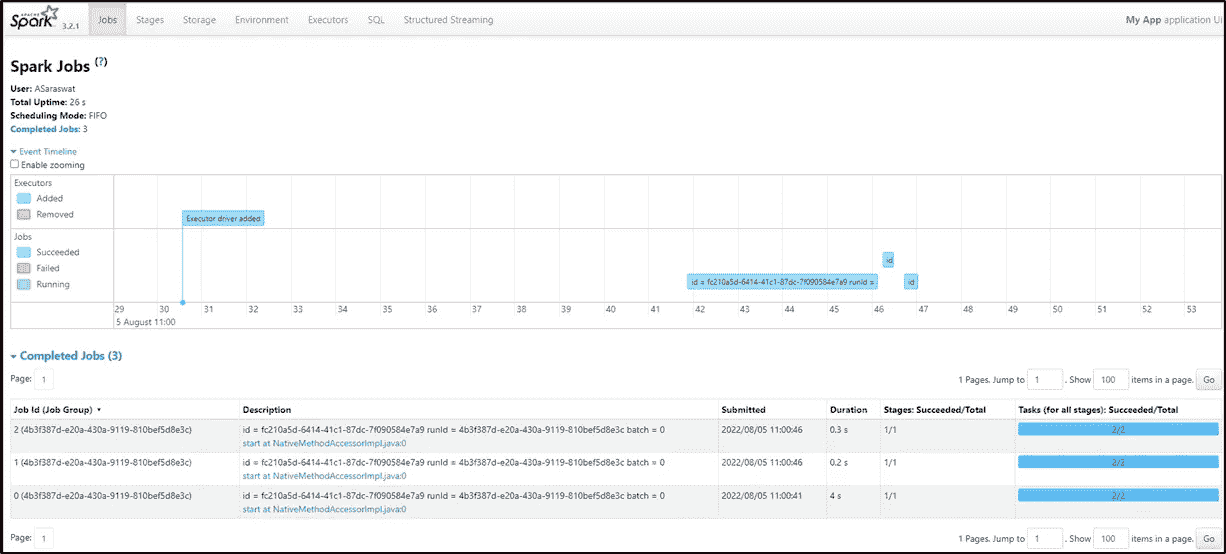 APACHE
Spark 3.2.1 Jobs Stages Storage Environment Executors SQL Structured Streaming My App application UI
Spark Jobs (?)
User: ASaraswat
Total Uptime: 26 s
Scheduling Mode: FIFO
Completed Jobs: 3
Event Timeline
Enable zooming
Executors
Added
Removed
Executor driver added
Jobs
Succeeded
Failed
Running
id
id = fc210a5d-6414-41c1-87dc-7f090584e7a9 runId = id
29 30 31 32 33 34 35 36 37 38 39 40 41 42 43 44 45 46 47 48 49 50 51 52 53
5 August 11:00
Completed Jobs (3)
Page: 1 1 Pages. Jump to 1 . Show 100 items in a page. Go
Job Id (Job Group) Description Submitted Duration Stages: Succeeded/Total Tasks (for all stages): Succeeded/Total
2 (4b3f387d-e20a-430a-9119-810bef5d8e3c) id = fc210a5d-6414-41c1-87dc-7f090584e7a9 runId = 4b3f387d-e20a-430a-9119-810bef5d8e3c batch = 0 2022/08/05 11:00:46 0.3 s 1/1 2/2
start at NativeMethodAccessorImpl.java:0
1 (4b3f387d-e20a-430a-9119-810bef5d8e3c) id = fc210a5d-6414-41c1-87dc-7f090584e7a9 runId = 4b3f387d-e20a-430a-9119-810bef5d8e3c batch = 0 2022/08/05 11:00:46 0.2 s 1/1 2/2
start at NativeMethodAccessorImpl.java:0
0 (4b3f387d-e20a-430a-9119-810bef5d8e3c) id = fc210a5d-6414-41c1-87dc-7f090584e7a9 runId = 4b3f387d-e20a-430a-9119-810bef5d8e3c batch = 0 2022/08/05 11:00:41 4 s 1/1 2/2
start at NativeMethodAccessorImpl.java:0
Page: 1 1 Pages. Jump to 1 . Show 100 items in a page. Go